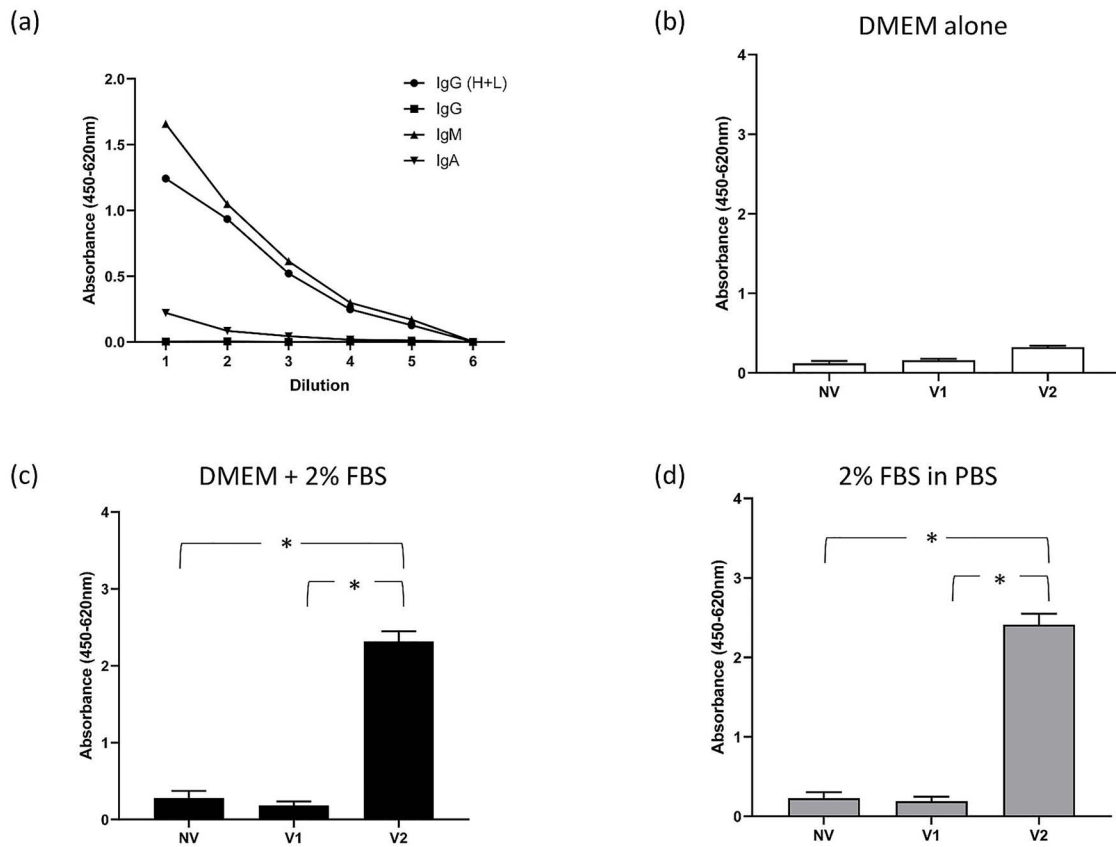 (a)
2.0
1.5
1.0
0.5
0.0
Absorbance (450-620nm)
1 2 3 4 5 6
Dilution
IgG (H+L)
IgG
IgM
IgA
(b)
DMEM alone
4
3
2
1
0
Absorbance (450-620nm)
NV V1 V2
(c)
DMEM + 2% FBS
4
3
2
1
0
Absorbance (450-620nm)
*
*
NV V1 V2
(d)
2% FBS in PBS
4
3
2
1
0
Absorbance (450-620nm)
*
*
NV V1 V2